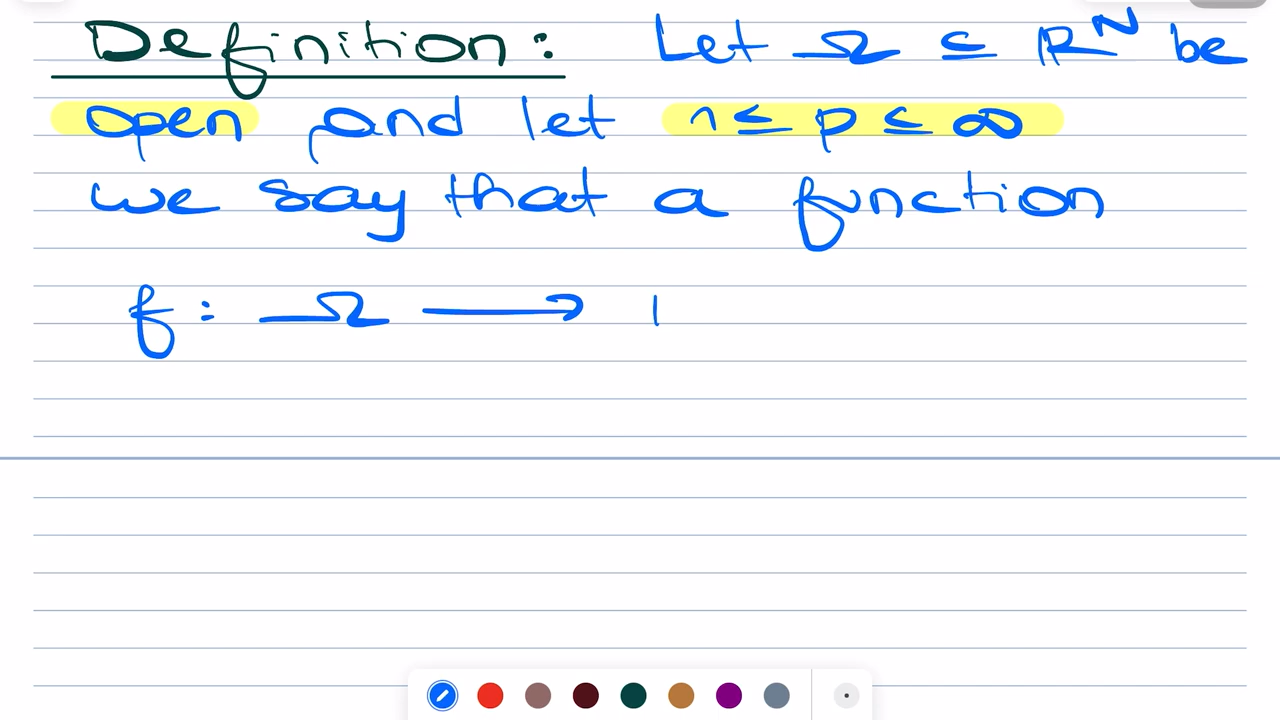 Definition: Let Ω ⊆ ℝᴺ be
open and let 1 ≤ p ≤ ∞
we say that a function
f: Ω ⟶